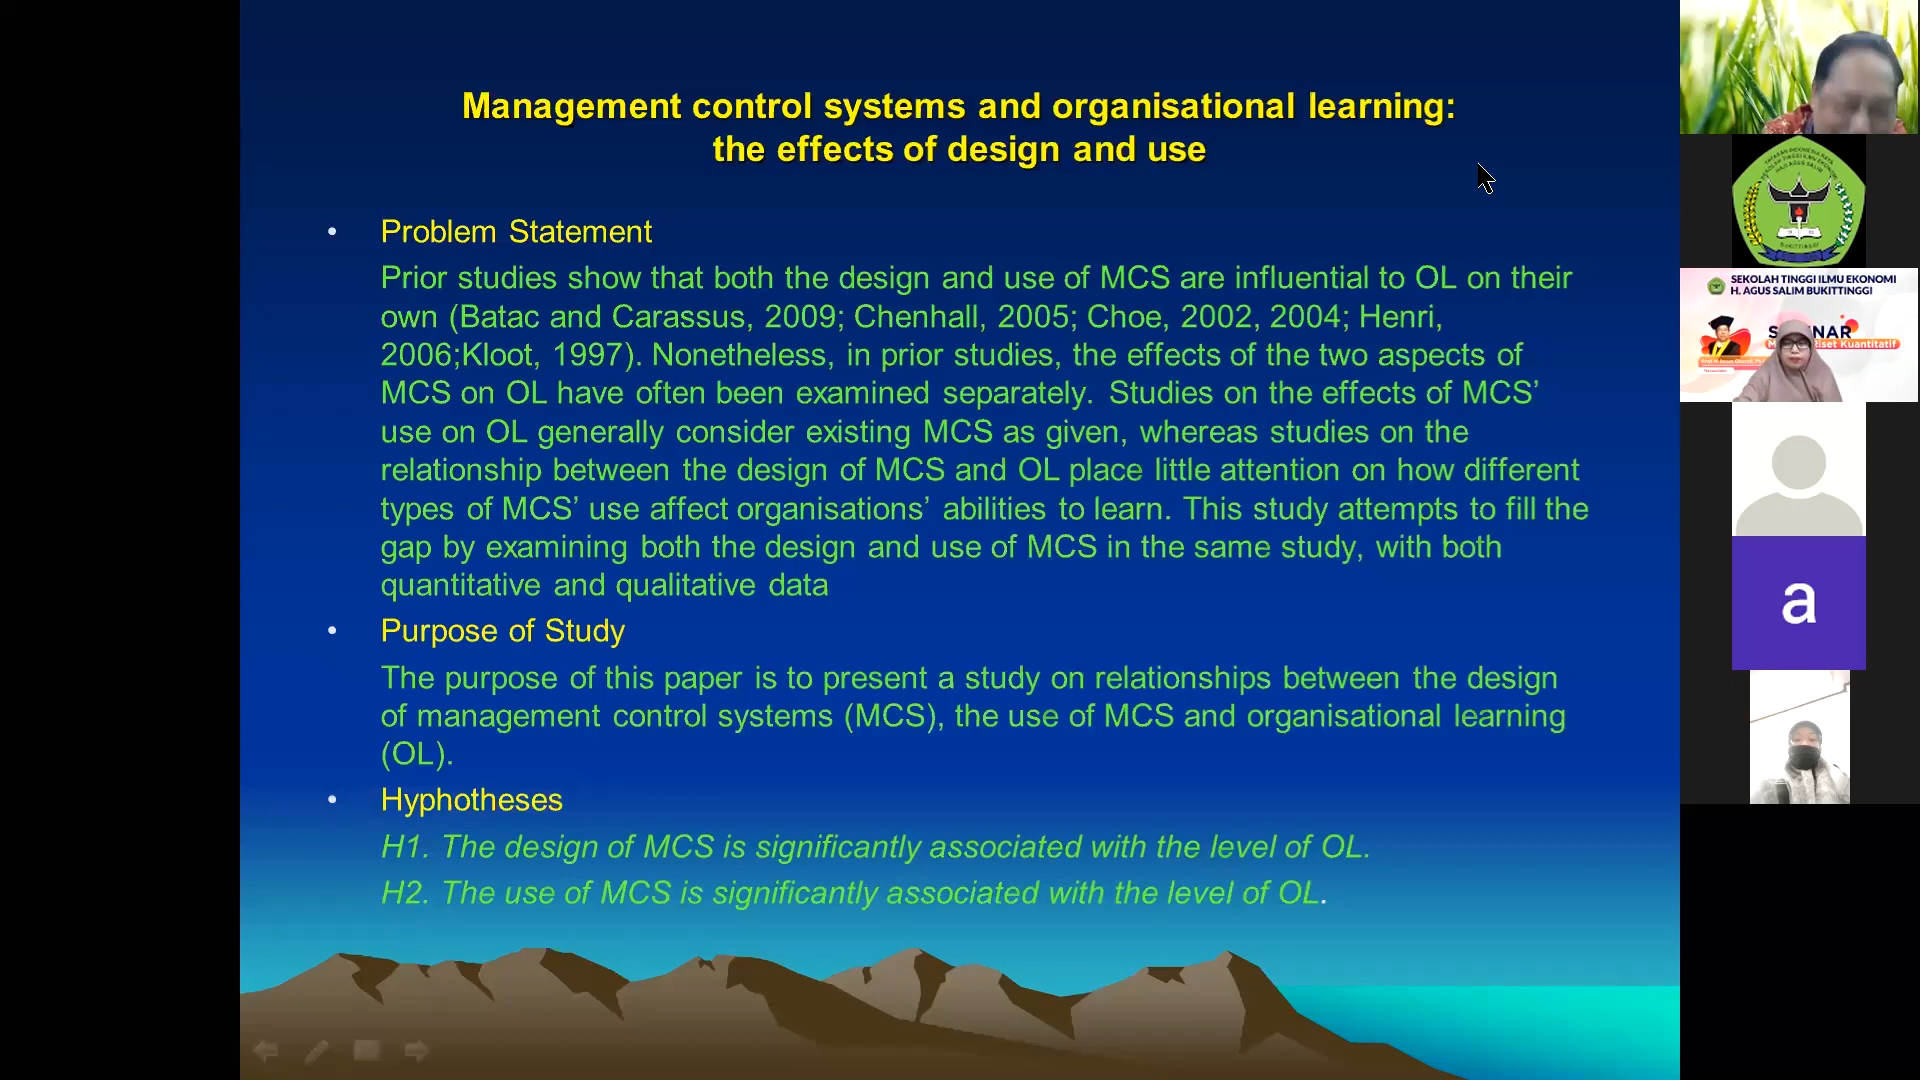 Management control systems and organisational learning:
the effects of design and use
• Problem Statement
Prior studies show that both the design and use of MCS are influential to OL on their
own (Batac and Carassus, 2009; Chenhall, 2005; Choe, 2002, 2004; Henri,
2006;Kloot, 1997). Nonetheless, in prior studies, the effects of the two aspects of
MCS on OL have often been examined separately. Studies on the effects of MCS’
use on OL generally consider existing MCS as given, whereas studies on the
relationship between the design of MCS and OL place little attention on how different
types of MCS’ use affect organisations’ abilities to learn. This study attempts to fill the
gap by examining both the design and use of MCS in the same study, with both
quantitative and qualitative data
• Purpose of Study
The purpose of this paper is to present a study on relationships between the design
of management control systems (MCS), the use of MCS and organisational learning
(OL).
• Hyphotheses
H1. The design of MCS is significantly associated with the level of OL.
H2. The use of MCS is significantly associated with the level of OL.
BUKITTINGGI
SEKOLAH TINGGI ILMU EKONOMI
H. AGUS SALIM BUKITTINGGI
Kuantitatif
a